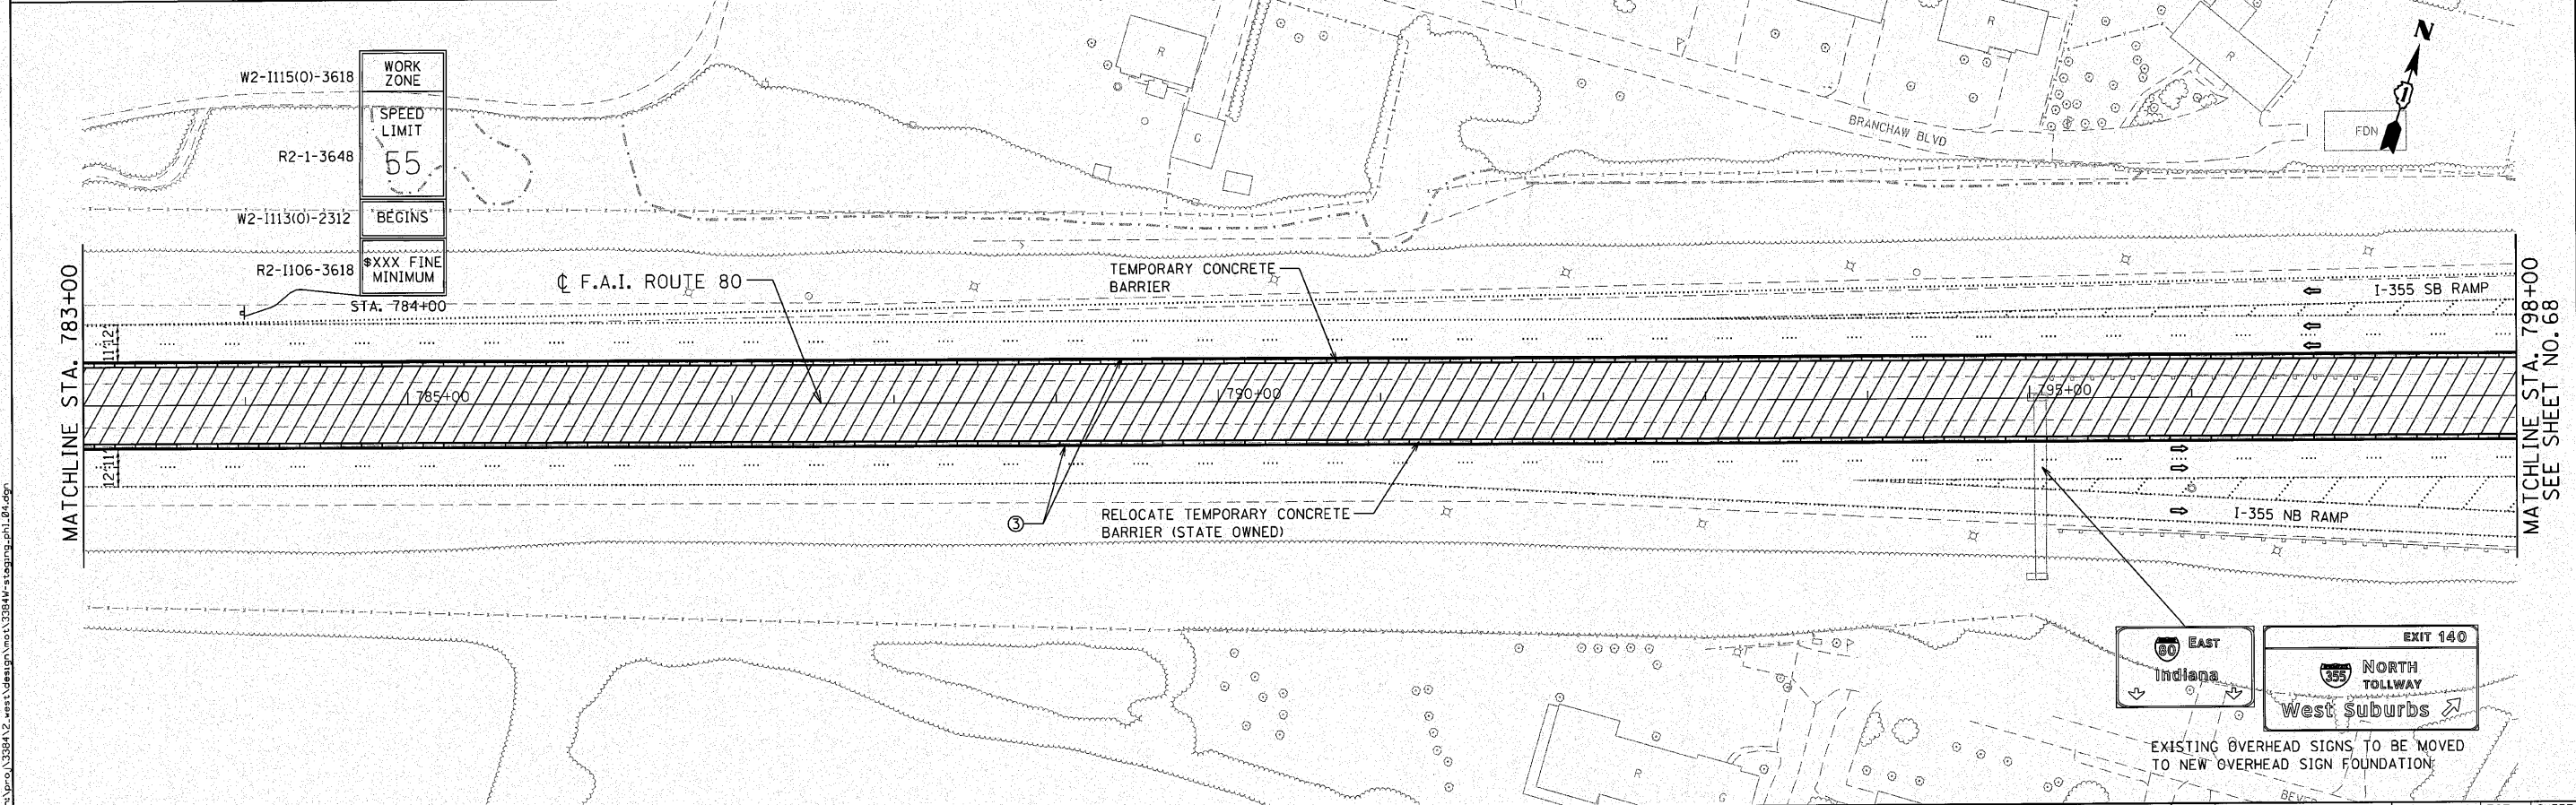 W2-I115(O)-3618
WORK
ZONE
R2-1-3648
SPEED
LIMIT
55
W2-I113(O)-2312
BEGINS
R2-I106-3618
$XXX FINE
MINIMUM
STA. 784+00
℄ F.A.I. ROUTE 80
TEMPORARY CONCRETE
BARRIER
R
G
P
R
R
BRANCHAW BLVD
FDN
N
1
MATCHLINE STA. 783+00
11' 12'
12' 11'
785+00
790+00
795+00
I-355 SB RAMP
I-355 NB RAMP
MATCHLINE STA. 798+00
SEE SHEET NO. 68
3
RELOCATE TEMPORARY CONCRETE
BARRIER (STATE OWNED)
80 EAST
Indiana
EXIT 140
355 NORTH
TOLLWAY
West Suburbs
EXISTING OVERHEAD SIGNS TO BE MOVED
TO NEW OVERHEAD SIGN FOUNDATION
P
R
G